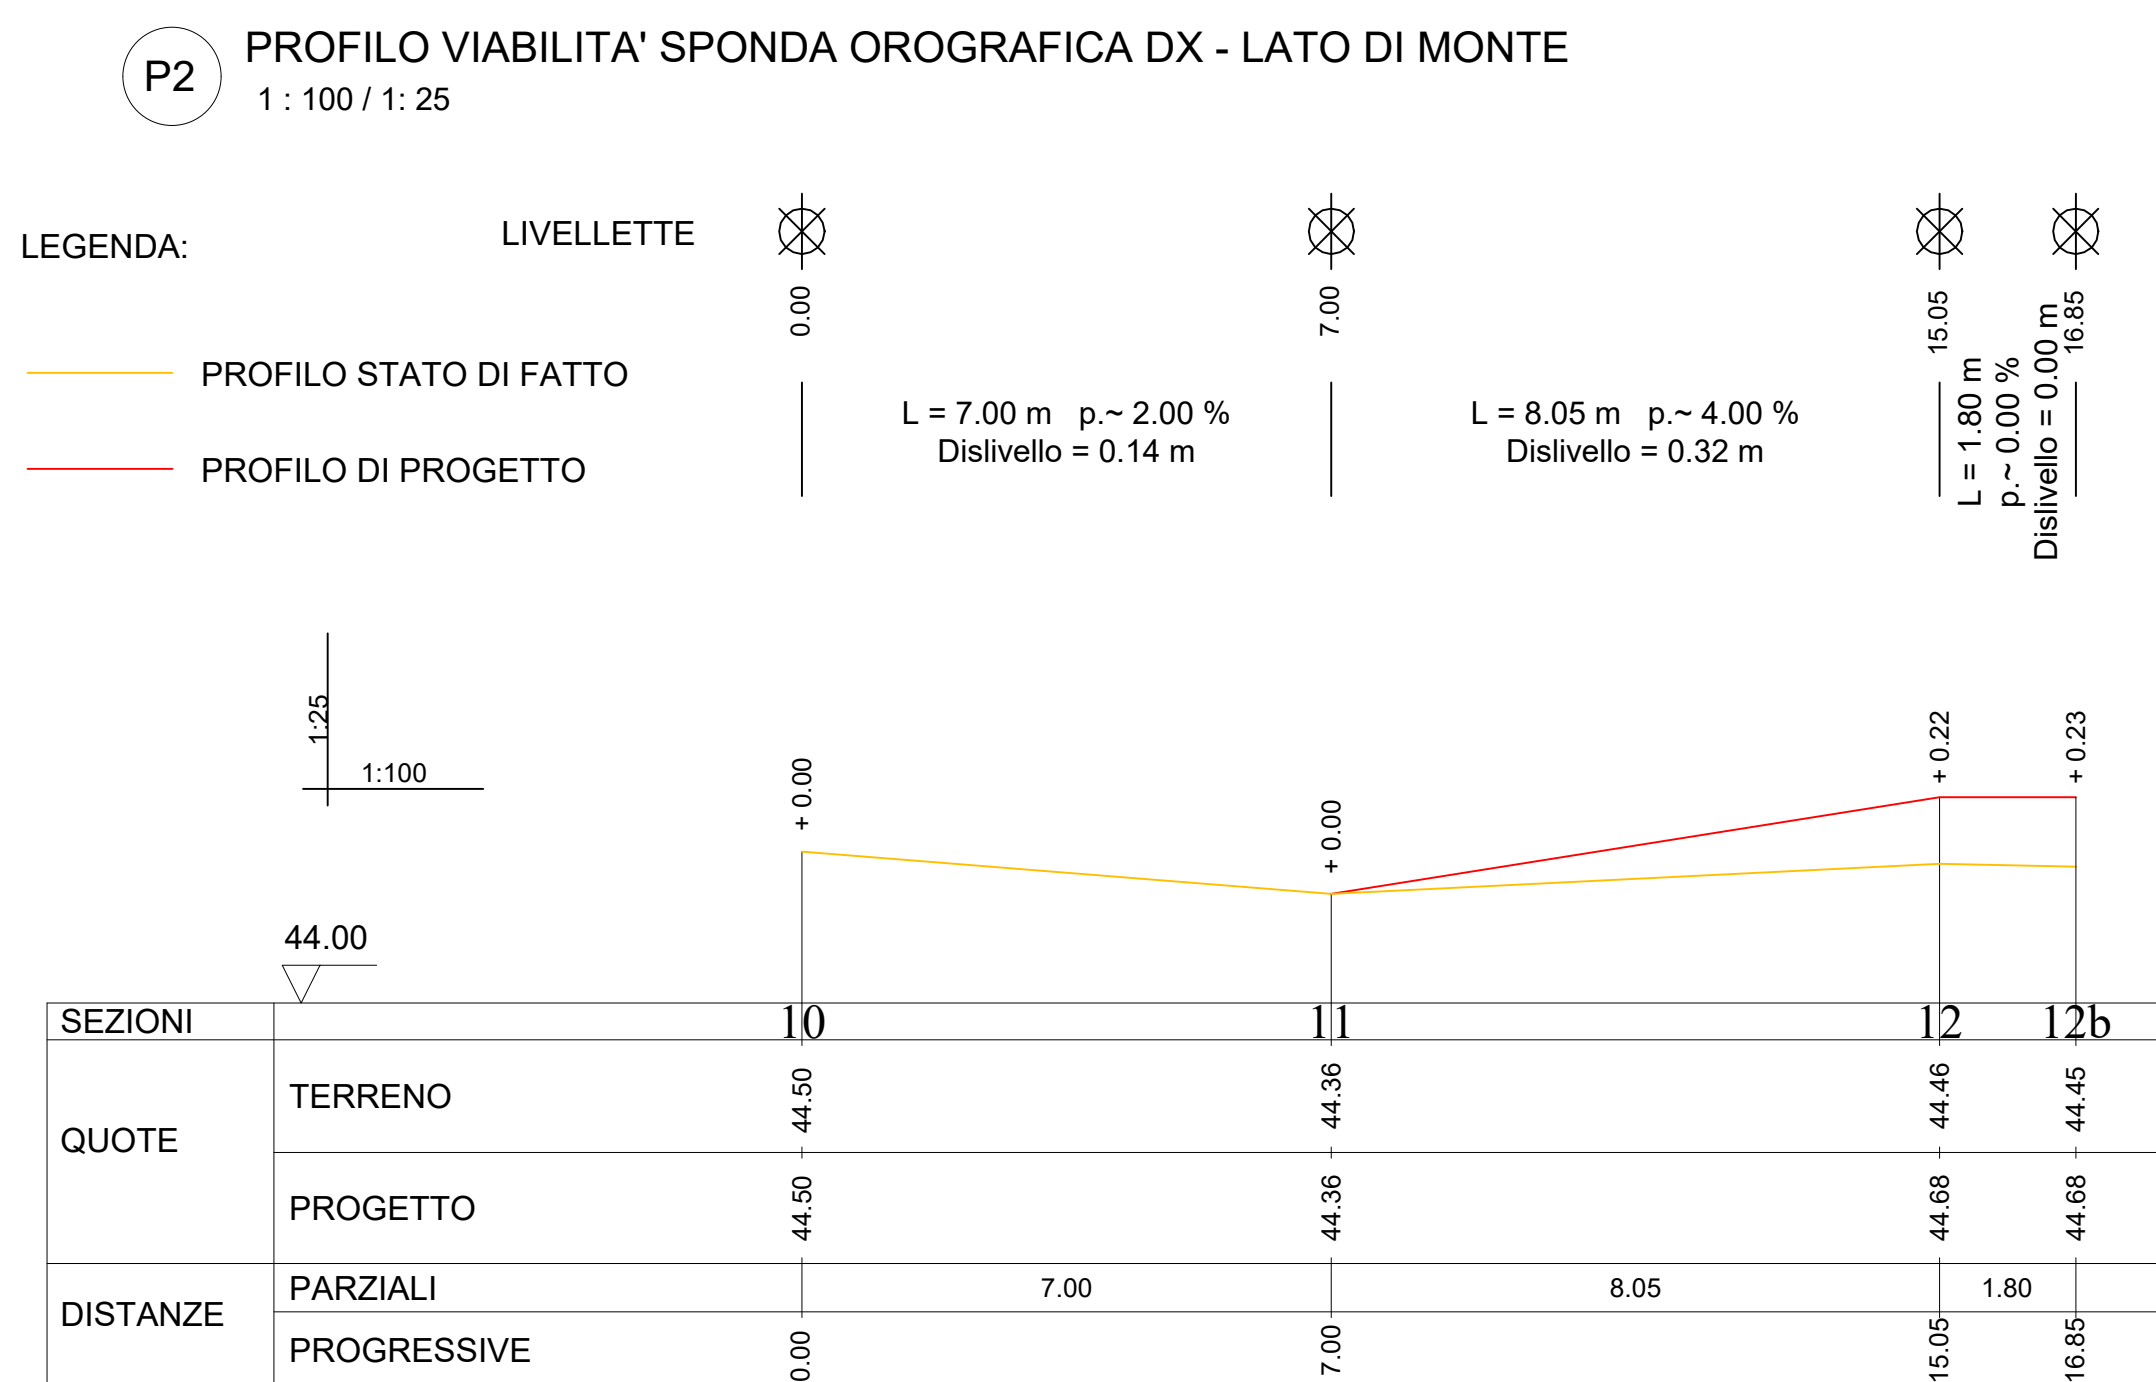 P2
PROFILO VIABILITA' SPONDA OROGRAFICA DX - LATO DI MONTE
1 : 100 / 1: 25
LEGENDA:
LIVELLETTE
0.00
7.00
15.05
16.85
PROFILO STATO DI FATTO
PROFILO DI PROGETTO
L = 7.00 m p.~ 2.00 %
Dislivello = 0.14 m
L = 8.05 m p.~ 4.00 %
Dislivello = 0.32 m
L = 1.80 m
p.~ 0.00 %
Dislivello = 0.00 m
1:25
1:100
+ 0.00
+ 0.00
+ 0.22
+ 0.23
44.00
SEZIONI 10 11 12 12b
QUOTE
TERRENO 44.50 44.36 44.46 44.45
PROGETTO 44.50 44.36 44.68 44.68
DISTANZE
PARZIALI 7.00 8.05 1.80
PROGRESSIVE 0.00 7.00 15.05 16.85